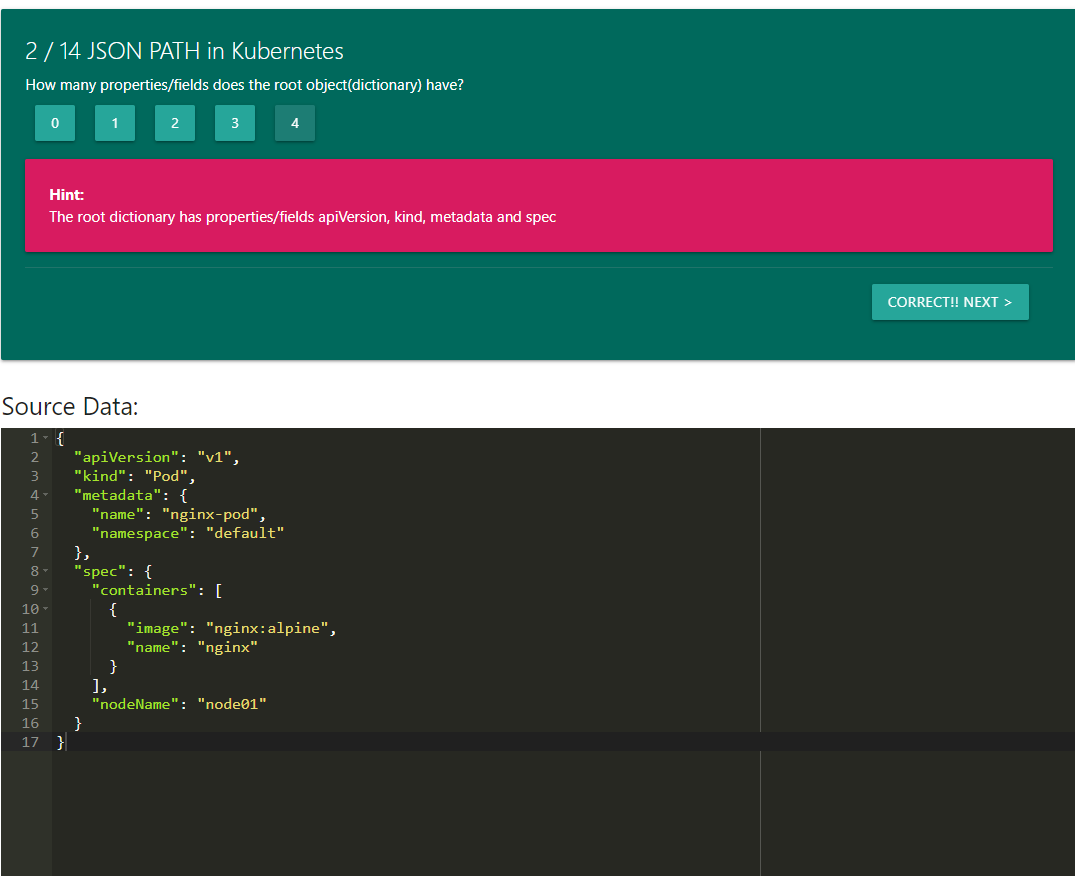 2 / 14 JSON PATH in Kubernetes
How many properties/fields does the root object(dictionary) have?
0 1 2 3 4
Hint:
The root dictionary has properties/fields apiVersion, kind, metadata and spec
CORRECT!! NEXT >
Source Data:
1 {
2 "apiVersion": "v1",
3 "kind": "Pod",
4 "metadata": {
5 "name": "nginx-pod",
6 "namespace": "default"
7 },
8 "spec": {
9 "containers": [
10 {
11 "image": "nginx:alpine",
12 "name": "nginx"
13 }
14 ],
15 "nodeName": "node01"
16 }
17 }